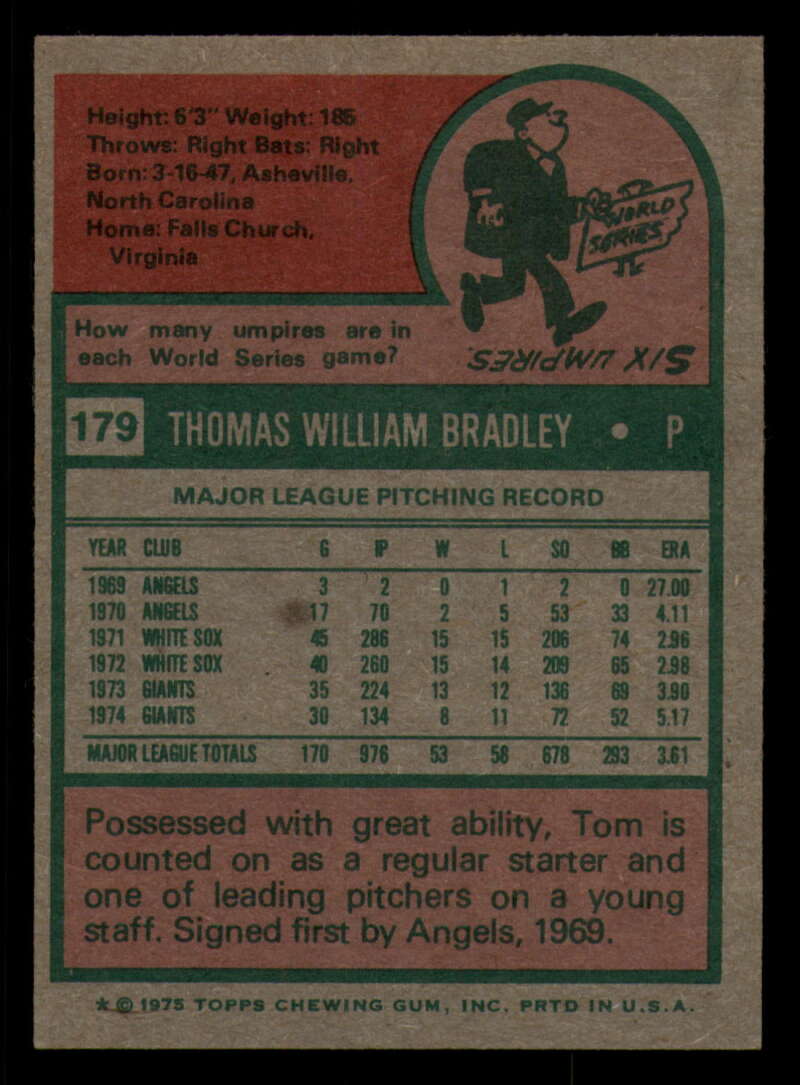 Height: 6'3" Weight: 185
Throws: Right Bats: Right
Born: 3-16-47, Asheville,
North Carolina
Home: Falls Church,
Virginia
WORLD
SERIES
How many umpires are in
each World Series game?
SIX UMPIRES.
179 THOMAS WILLIAM BRADLEY • P
MAJOR LEAGUE PITCHING RECORD
YEAR CLUB G IP W L SO BB ERA
1969 ANGELS 3 2 0 1 2 0 27.00
1970 ANGELS 17 70 2 5 53 33 4.11
1971 WHITE SOX 45 286 15 15 206 74 2.96
1972 WHITE SOX 40 260 15 14 209 65 2.98
1973 GIANTS 35 224 13 12 136 69 3.90
1974 GIANTS 30 134 8 11 72 52 5.17
MAJOR LEAGUE TOTALS 170 976 53 58 678 293 3.61
Possessed with great ability, Tom is
counted on as a regular starter and
one of leading pitchers on a young
staff. Signed first by Angels, 1969.
* © 1975 TOPPS CHEWING GUM, INC. PRTD IN U.S.A.